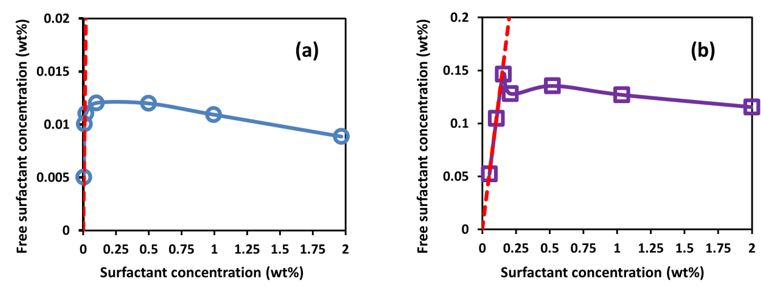 0.02
0.015
0.01
0.005
0
Free surfactant concentration (wt%)
(a)
0 0.25 0.5 0.75 1 1.25 1.5 1.75 2
Surfactant concentration (wt%)
0.2
0.15
0.1
0.05
0
Free surfactant concentration (wt%)
(b)
0 0.25 0.5 0.75 1 1.25 1.5 1.75 2
Surfactant concentration (wt%)